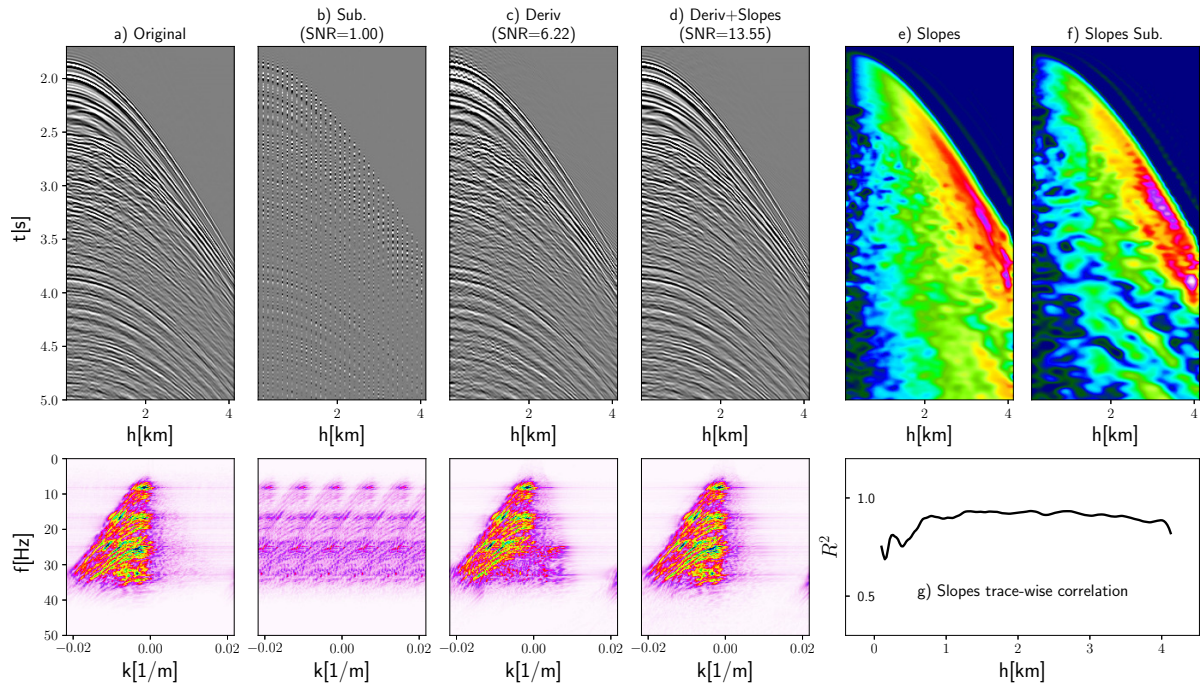 a) Original
b) Sub.
(SNR=1.00)
c) Deriv
(SNR=6.22)
d) Deriv+Slopes
(SNR=13.55)
e) Slopes
f) Slopes Sub.
t[s]
2.0
2.5
3.0
3.5
4.0
4.5
5.0
2 4
2 4
2 4
2 4
2 4
2 4
h[km]
h[km]
h[km]
h[km]
h[km]
h[km]
f[Hz]
0
10
20
30
40
50
−0.02 0.00 0.02
−0.02 0.00 0.02
−0.02 0.00 0.02
−0.02 0.00 0.02
k[1/m]
k[1/m]
k[1/m]
k[1/m]
R²
1.0
0.5
g) Slopes trace-wise correlation
0 1 2 3 4
h[km]